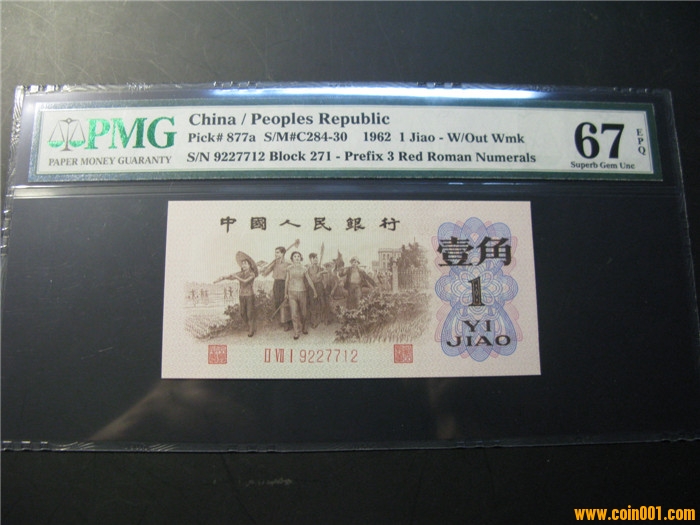 PMG
PAPER MONEY GUARANTY
China / Peoples Republic
Pick# 877a S/M#C284-30 1962 1 Jiao - W/Out Wmk
S/N 9227712 Block 271 - Prefix 3 Red Roman Numerals
67 EPQ
Superb Gem Unc
中國人民銀行
壹角
1
YI
JIAO
II VII I 9227712
www.coin001.com